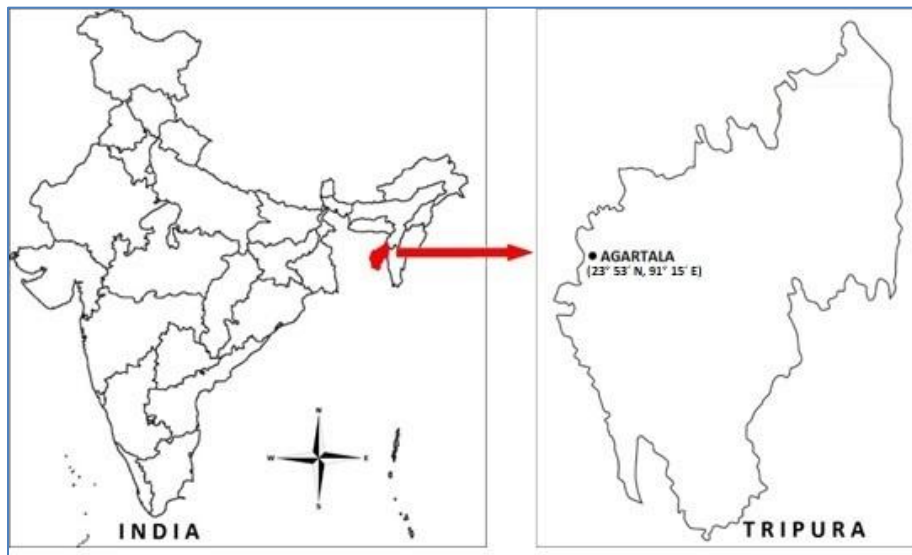 N
W E
S
INDIA
AGARTALA
(23° 53' N, 91° 15' E)
TRIPURA